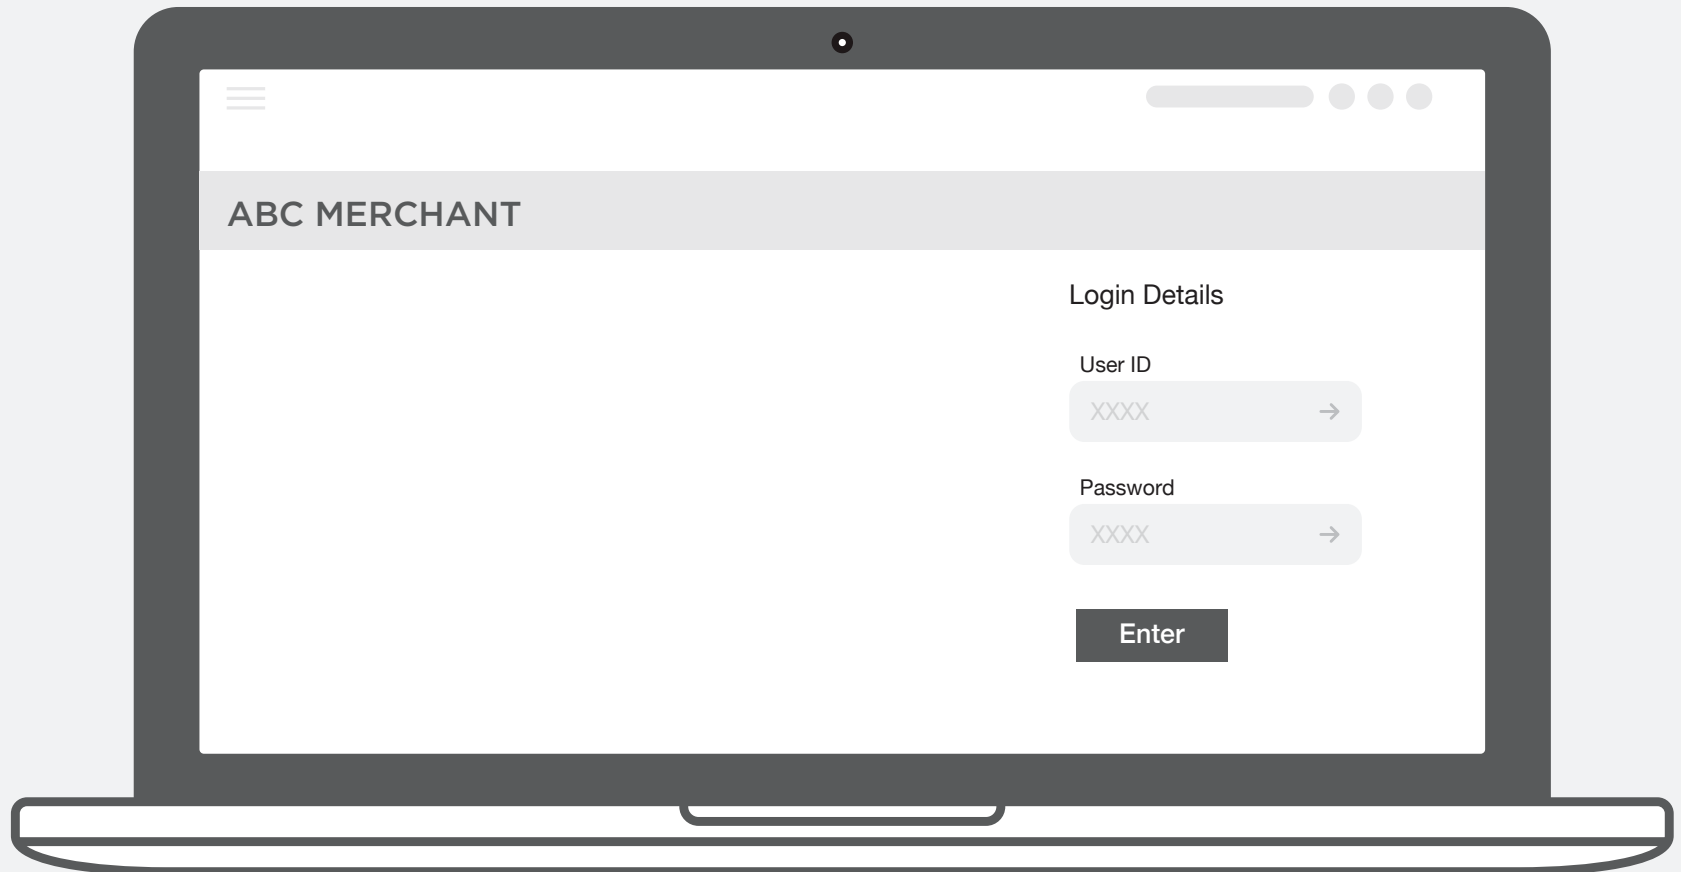 ABC MERCHANT
Login Details
User ID
XXXX
Password
XXXX
Enter